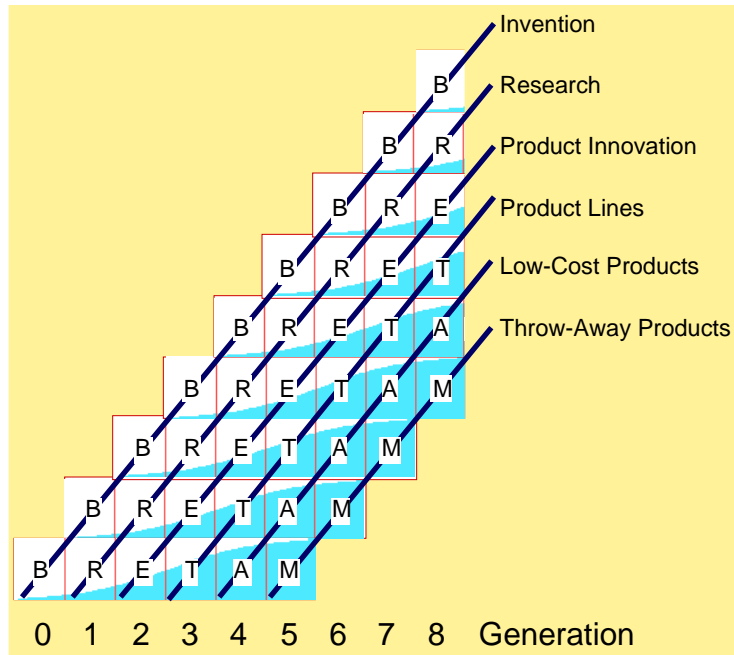 Invention
B
Research
B R
Product Innovation
B R E
Product Lines
B R E T
Low-Cost Products
B R E T A
Throw-Away Products
B R E T A M
B R E T A M
B R E T A M
B R E T A M
0 1 2 3 4 5 6 7 8 Generation